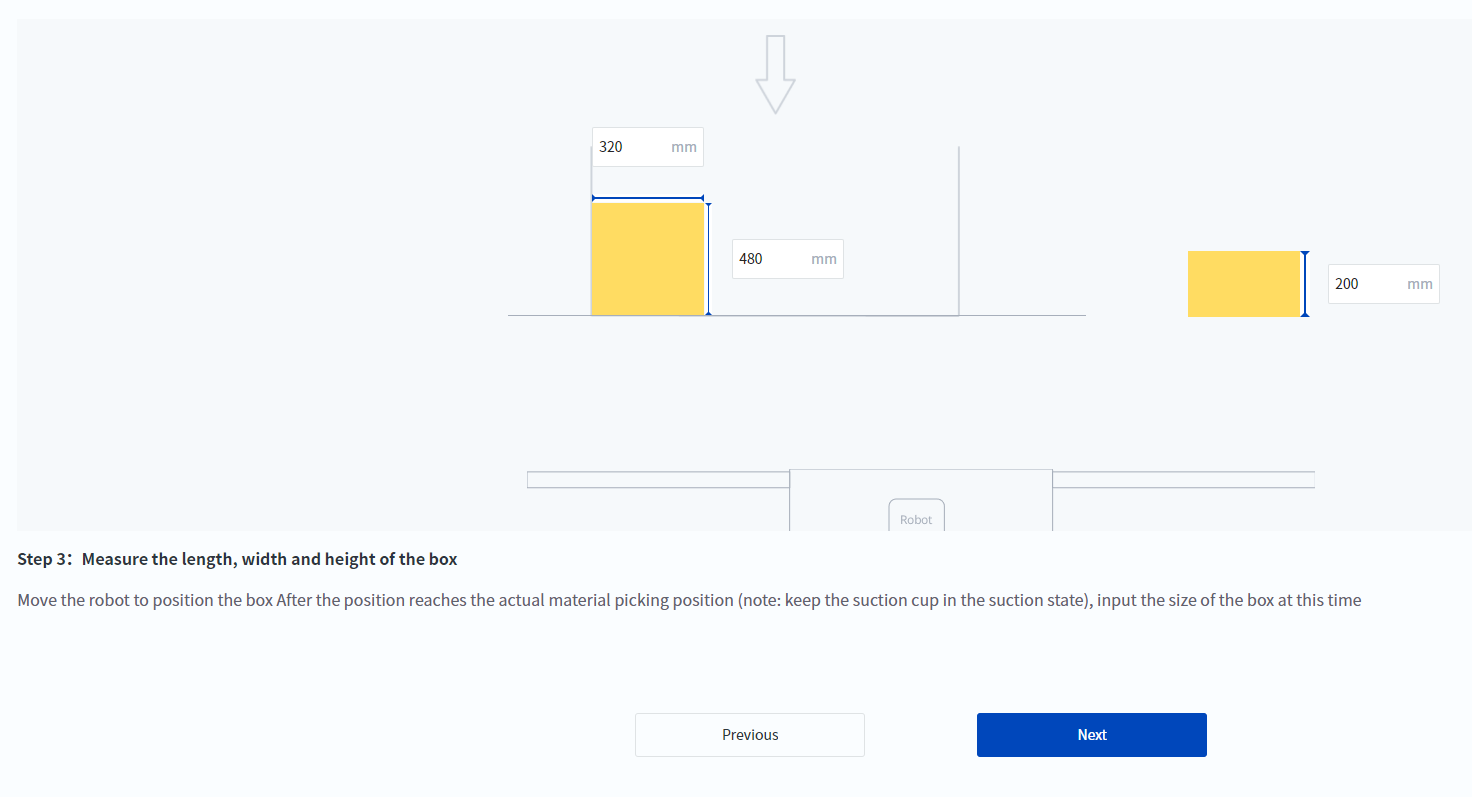 320 mm
480 mm
200 mm
Robot
Step 3：Measure the length, width and height of the box
Move the robot to position the box After the position reaches the actual material picking position (note: keep the suction cup in the suction state), input the size of the box at this time
Previous
Next